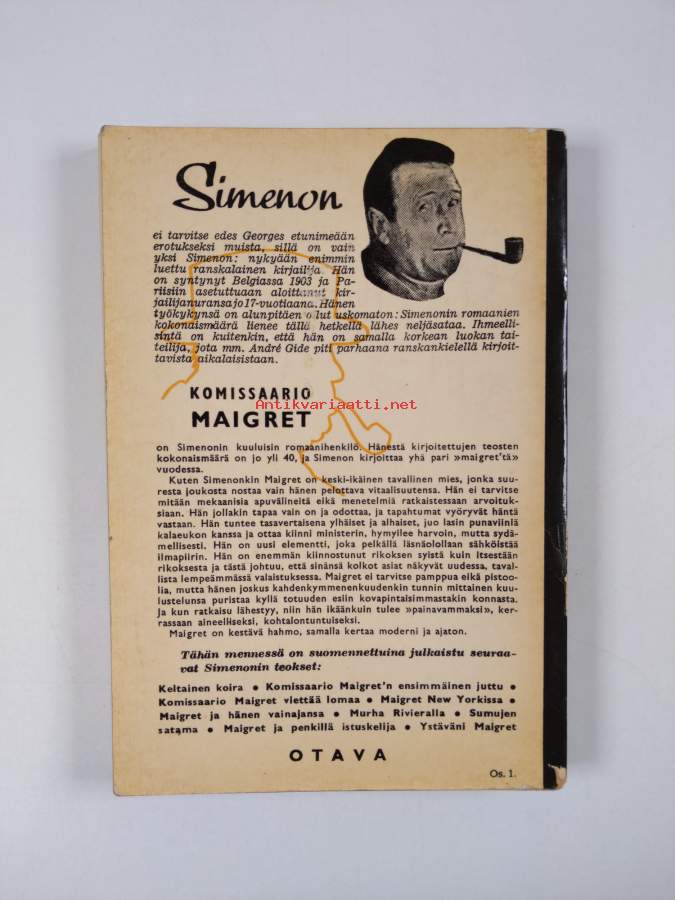 Simenon
ei tarvitse edes Georges etunimeään
erotukseksi muista, sillä on vain
yksi Simenon: nykyään enimmin
luettu ranskalainen kirjailija. Hän
on syntynyt Belgiassa 1903 ja Pa-
riisiin asetuttuaan aloittanut kir-
jailijanuransa jo 17-vuotiaana. Hänen
työkykynsä on alunpitäen ollut uskomaton: Simenonin romaanien
kokonaismäärä lienee tällä hetkellä lähes neljäsataa. Ihmeelli-
sintä on kuitenkin, että hän on samalla korkean luokan tai-
teilija, jota mm. André Gide piti parhaana ranskankielellä kirjoit-
tavista aikalaisistaan.
KOMISSAARIO
Antikvariaatti.net
MAIGRET
on Simenonin kuuluisin romaanihenkilö. Hänestä kirjoitettujen teosten
kokonaismäärä on jo yli 40, ja Simenon kirjoittaa yhä pari »maigret'tä»
vuodessa.
Kuten Simenonkin Maigret on keski-ikäinen tavallinen mies, jonka suu-
resta joukosta nostaa vain hänen pelottava vitaalisuutensa. Hän ei tarvitse
mitään mekaanisia apuvälineitä eikä menetelmiä ratkaistessaan arvoituk-
siaan. Hän jollakin tapaa vain on ja odottaa, ja tapahtumat vyöryvät häntä
vastaan. Hän tuntee tasavertaisena ylhäiset ja alhaiset, juo lasin punaviiniä
kalaeukon kanssa ja ottaa kiinni ministerin, hymyilee harvoin, mutta sydä-
mellisesti. Hän on uusi elementti, joka pelkällä läsnäolollaan sähköistää
ilmapiirin. Hän on enemmän kiinnostunut rikoksen syistä kuin itsestään
rikoksesta ja tästä johtuu, että sinänsä kolkot asiat näkyvät uudessa, taval-
lista lempeämmässä valaistuksessa. Maigret ei tarvitse pamppua eikä pistoo-
lia, mutta hänen joskus kahdenkymmenenkuudenkin tunnin mittainen kuu-
lustelunsa puristaa kyllä totuuden esiin kovapintaisimmastakin konnasta.
Ja kun ratkaisu lähestyy, niin hän ikäänkuin tulee »painavammaksi», ker-
rassaan aineelliseksi, kohtalontuntuiseksi.
Maigret on kestävä hahmo, samalla kertaa moderni ja ajaton.
Tähän mennessä on suomennettuina julkaistu seuraa-
vat Simenonin teokset:
Keltainen koira • Komissaario Maigret'n ensimmäinen juttu •
Komissaario Maigret viettää lomaa • Maigret New Yorkissa •
Maigret ja hänen vainajansa • Murha Rivieralla • Sumujen
satama • Maigret ja penkillä istuskelija • Ystäväni Maigret
OTAVA
Os. 1.